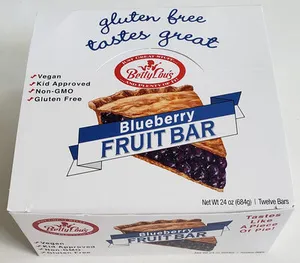 gluten free
tastes great
Betty Lou's
✓Vegan
✓Kid Approved
✓Non-GMO
✓Gluten Free
Blueberry
FRUIT BAR
Net Wt 24 oz (684g) | Twelve Bars
Betty Lou's
Blueberry
FRUIT BAR
Tastes
Like
A Piece
Of Pie!
✓Vegan
✓Kid Approved
✓Non-GMO
✓Gluten Free